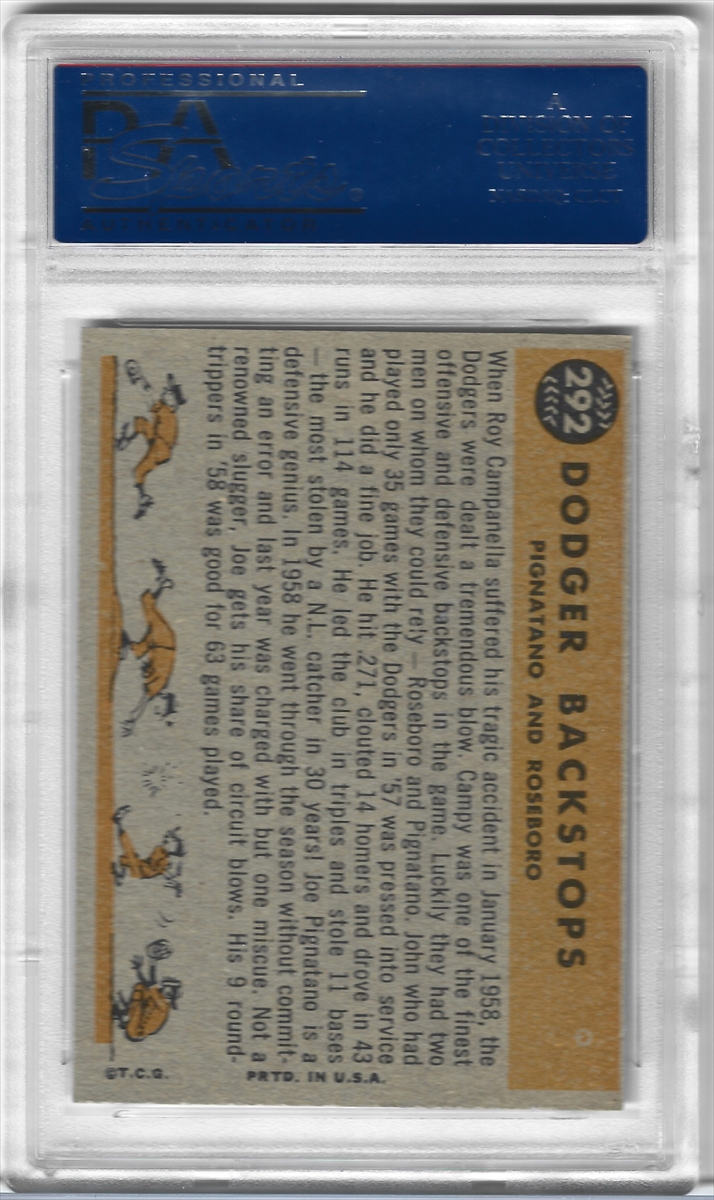 PROFESSIONAL
PSA
Sports
AUTHENTICATOR
A
DIVISION OF
COLLECTORS
UNIVERSE
NASDAQ: CLCT
292
DODGER BACKSTOPS
PIGNATANO AND ROSEBORO
When Roy Campanella suffered his tragic accident in January 1958, the
Dodgers were dealt a tremendous blow. Campy was one of the finest
offensive and defensive backstops in the game. Luckily they had two
men on whom they could rely — Roseboro and Pignatano. John who had
played only 35 games with the Dodgers in '57 was pressed into service
and he did a fine job. He hit .271, clouted 14 homers and drove in 43
runs in 114 games. He led the club in triples and stole 11 bases
— the most stolen by a N.L. catcher in 30 years! Joe Pignatano is a
defensive genius. In 1958 he went through the season without commit-
ting an error and last year was charged with but one miscue. Not a
renowned slugger, Joe gets his share of circuit blows. His 9 round-
trippers in '58 was good for 63 games played.
©T.C.G.
PRTD. IN U.S.A.